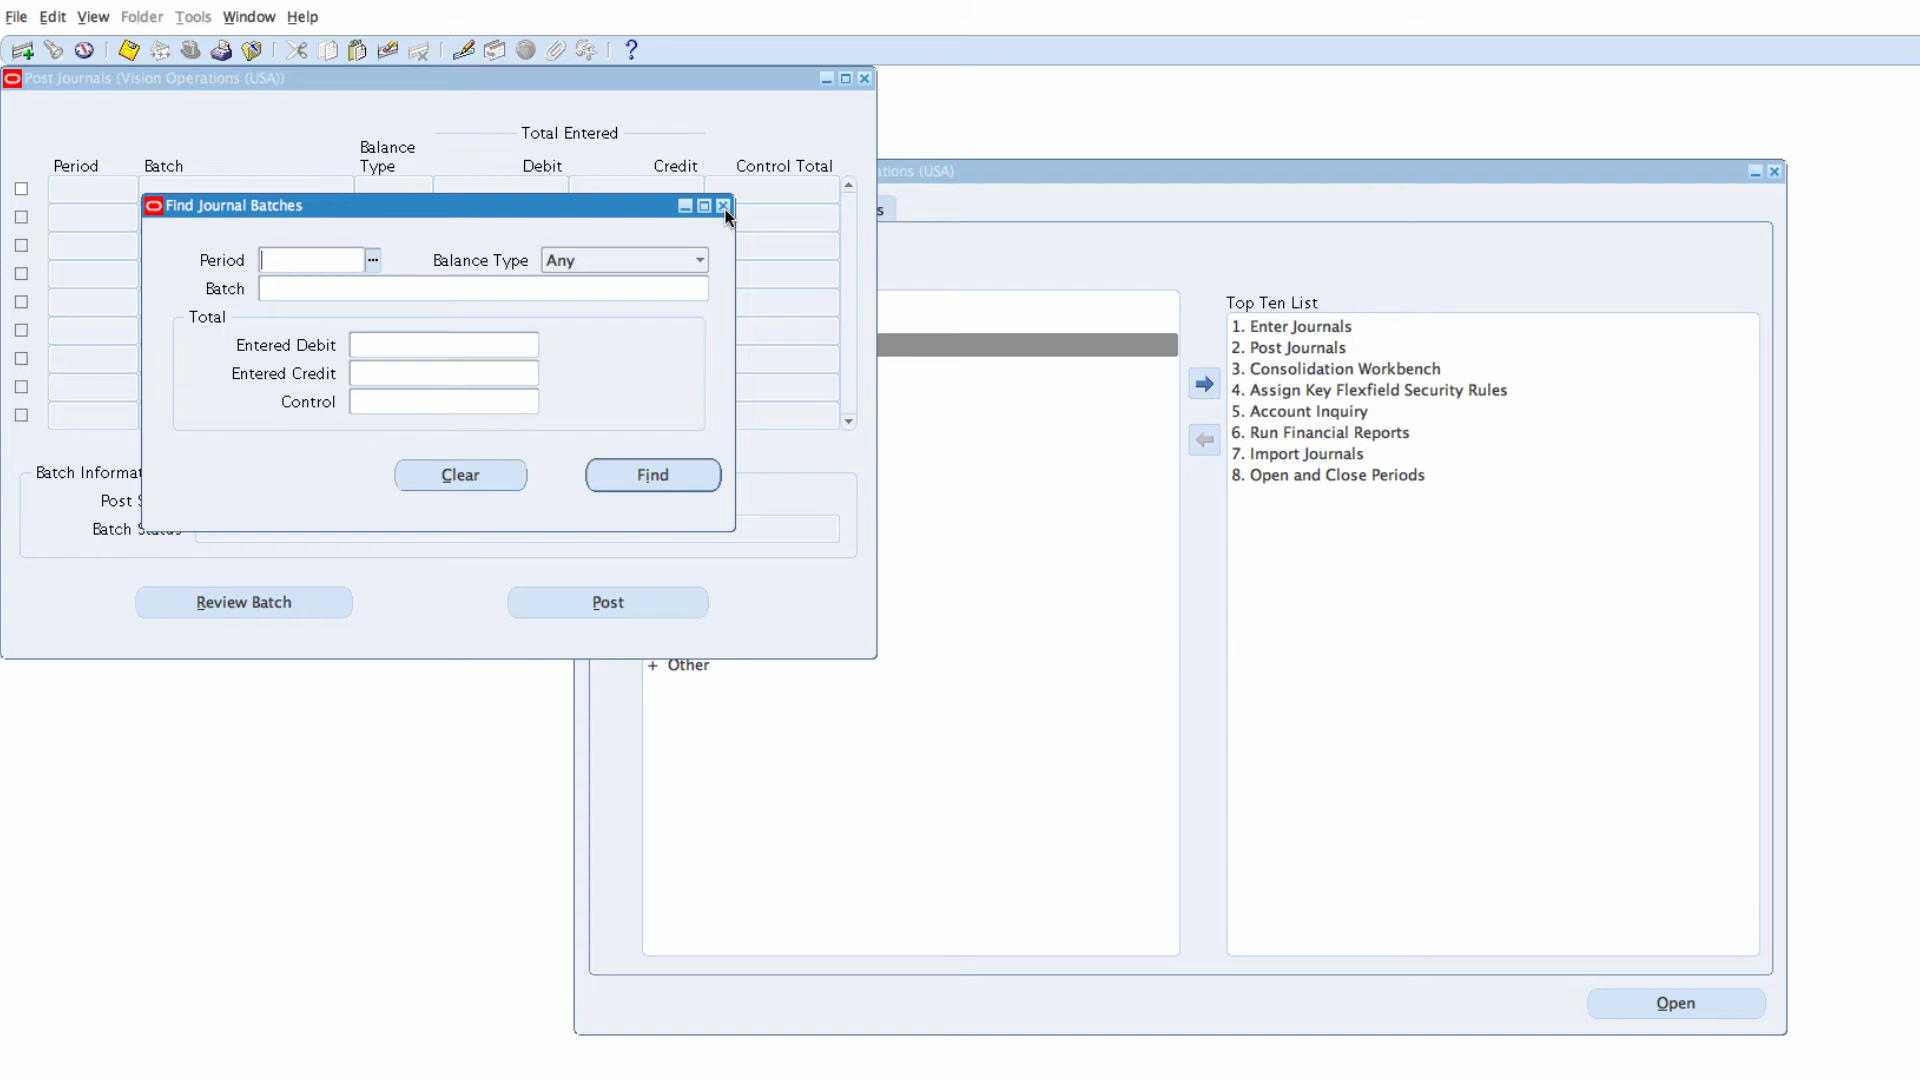 File Edit View Folder Tools Window Help
?
Post Journals (Vision Operations (USA))
Total Entered
Balance
Period Batch Type Debit Credit Control Total
ations (USA)
s
Find Journal Batches
Period ... Balance Type Any
Batch
Total
Entered Debit
Entered Credit
Control
Clear Find
Batch Informat
Post S
Batch Status
Review Batch Post
+ Other
Top Ten List
1. Enter Journals
2. Post Journals
3. Consolidation Workbench
4. Assign Key Flexfield Security Rules
5. Account Inquiry
6. Run Financial Reports
7. Import Journals
8. Open and Close Periods
Open